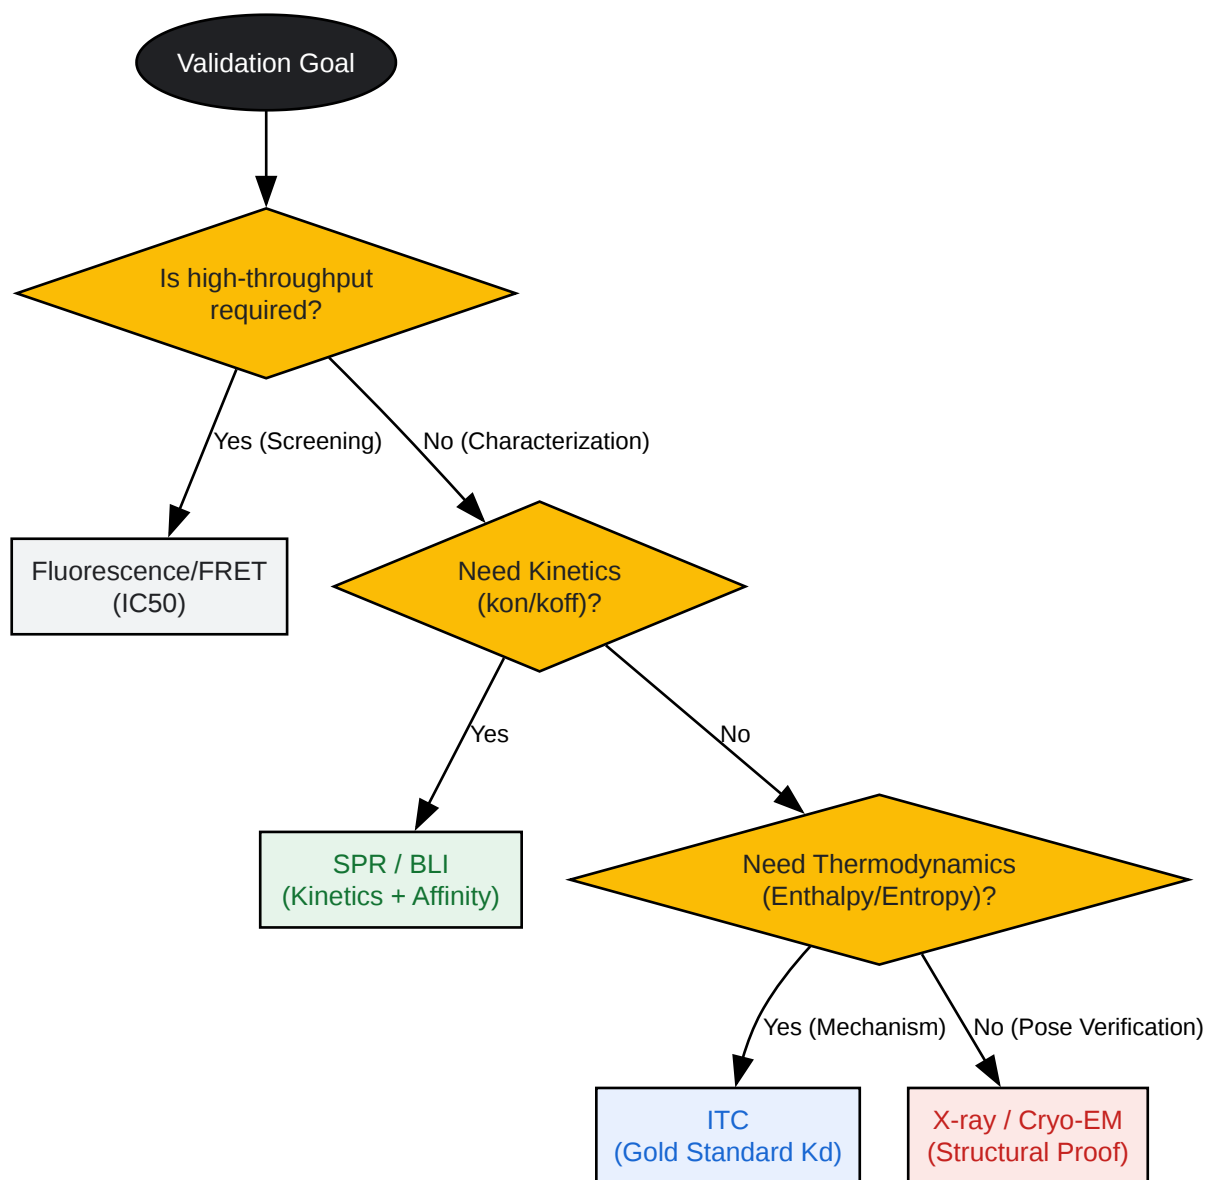 Validation Goal
Is high-throughput
required?
Yes (Screening)
No (Characterization)
Fluorescence/FRET
(IC50)
Need Kinetics
(kon/koff)?
Yes
No
SPR / BLI
(Kinetics + Affinity)
Need Thermodynamics
(Enthalpy/Entropy)?
Yes (Mechanism)
No (Pose Verification)
ITC
(Gold Standard Kd)
X-ray / Cryo-EM
(Structural Proof)